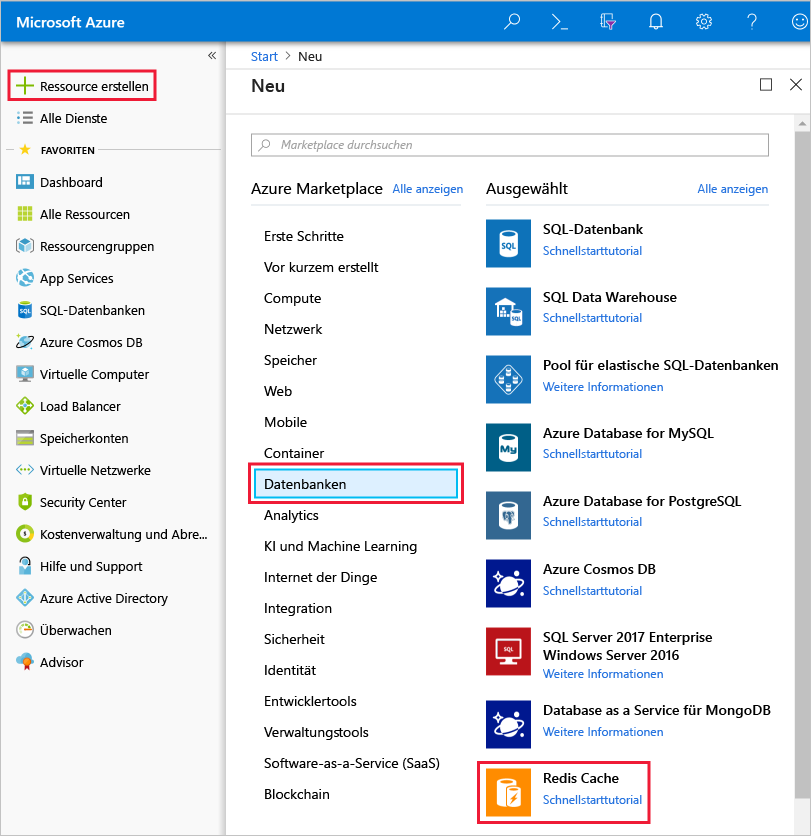 Microsoft Azure
Ressource erstellen
Alle Dienste
FAVORITEN
Dashboard
Alle Ressourcen
Ressourcengruppen
App Services
SQL-Datenbanken
Azure Cosmos DB
Virtuelle Computer
Load Balancer
Speicherkonten
Virtuelle Netzwerke
Security Center
Kostenverwaltung und Abre...
Hilfe und Support
Azure Active Directory
Überwachen
Advisor
Start > Neu
Neu
Marketplace durchsuchen
Azure Marketplace Alle anzeigen
Erste Schritte
Vor kurzem erstellt
Compute
Netzwerk
Speicher
Web
Mobile
Container
Datenbanken
Analytics
KI und Machine Learning
Internet der Dinge
Integration
Sicherheit
Identität
Entwicklertools
Verwaltungstools
Software-as-a-Service (SaaS)
Blockchain
Ausgewählt Alle anzeigen
SQL-Datenbank
Schnellstarttutorial
SQL Data Warehouse
Schnellstarttutorial
Pool für elastische SQL-Datenbanken
Weitere Informationen
Azure Database for MySQL
Schnellstarttutorial
Azure Database for PostgreSQL
Schnellstarttutorial
Azure Cosmos DB
Schnellstarttutorial
SQL Server 2017 Enterprise
Windows Server 2016
Weitere Informationen
Database as a Service für MongoDB
Weitere Informationen
Redis Cache
Schnellstarttutorial